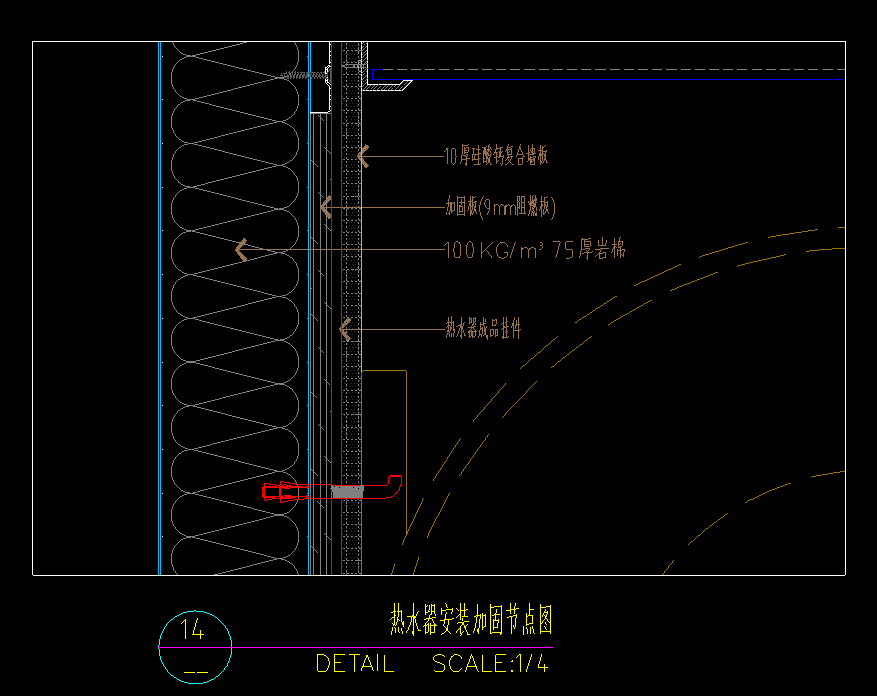 10厚硅酸钙复合墙板
加固板(9mm阻燃板)
100KG/m³ 75厚岩棉
热水器成品挂件
14
热水器安装加固节点图
DETAIL SCALE:1/4